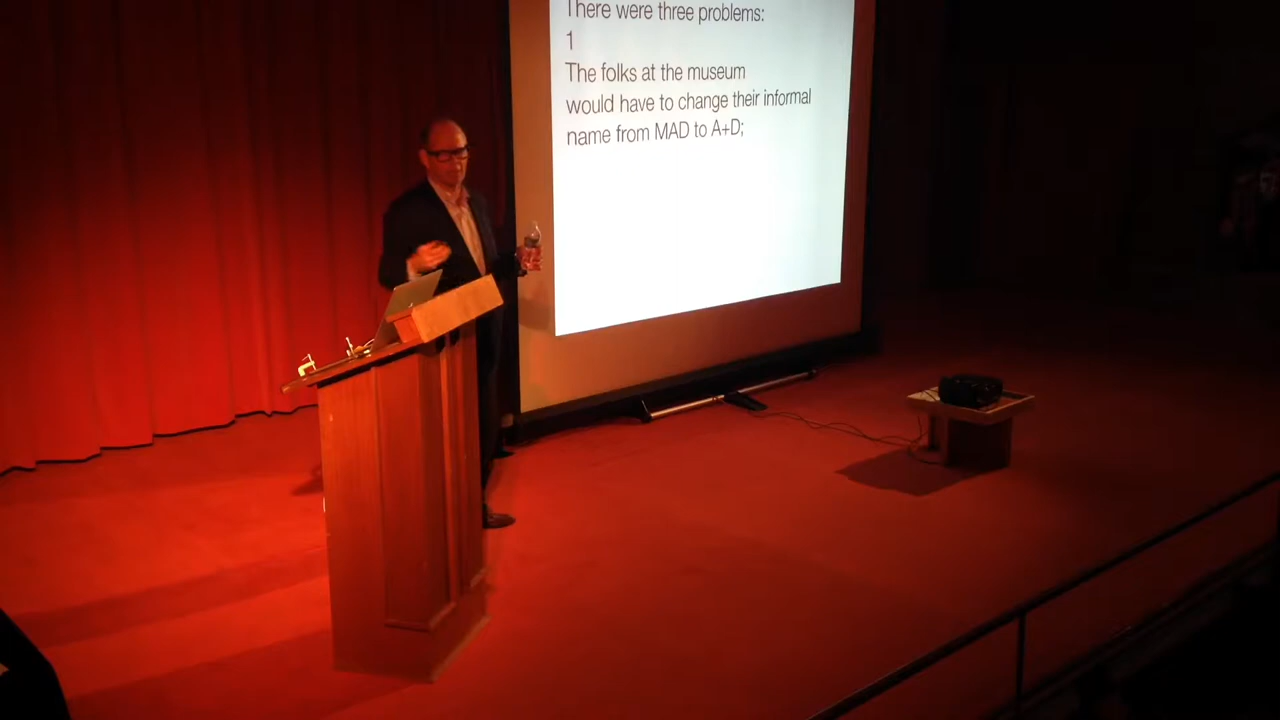 There were three problems:
1
The folks at the museum
would have to change their informal
name from MAD to A+D;